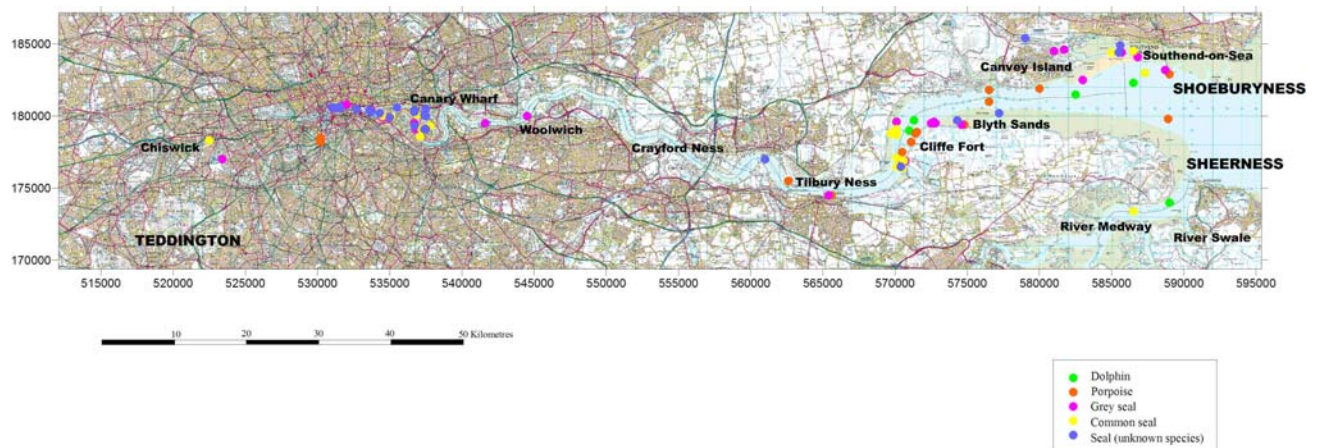 185000
180000
175000
170000
Canary Wharf
Chiswick
Woolwich
Crayford Ness
TEDDINGTON
Tilbury Ness
Canvey Island
Southend-on-Sea
SHOEBURYNESS
Blyth Sands
Cliffe Fort
SHEERNESS
River Medway
River Swale
515000 520000 525000 530000 535000 540000 545000 550000 555000 560000 565000 570000 575000 580000 585000 590000 595000
10 20 30 40 50 Kilometres
Dolphin
Porpoise
Grey seal
Common seal
Seal (unknown species)